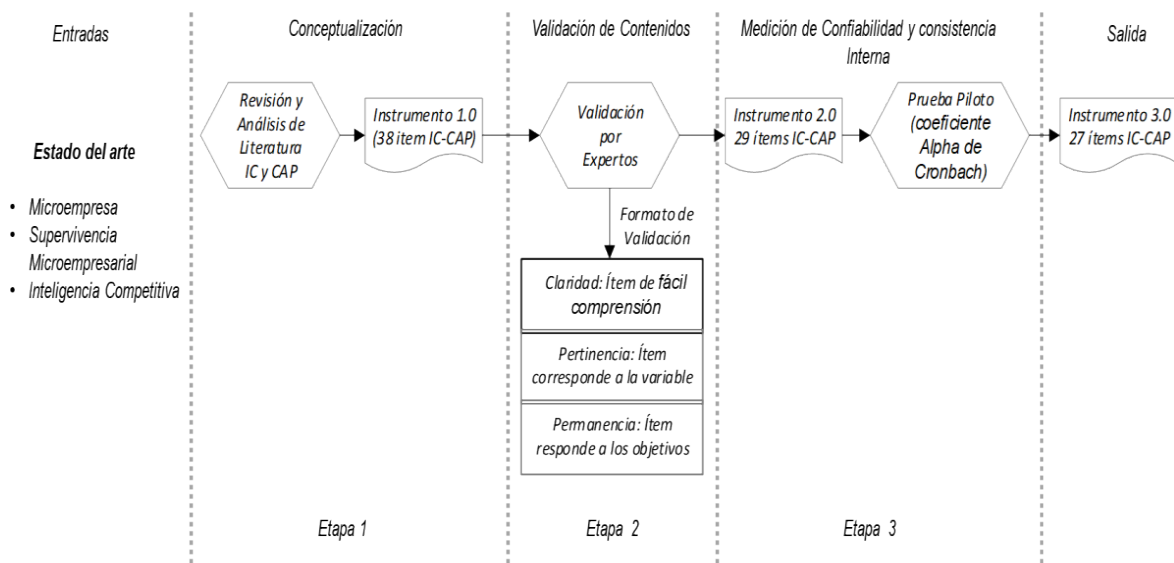 Entradas
Conceptualización
Validación de Contenidos
Medición de Confiabilidad y consistencia
Interna
Salida
Estado del arte
• Microempresa
• Supervivencia
Microempresarial
• Inteligencia Competitiva
Revisión y
Análisis de
Literatura
IC y CAP
Instrumento 1.0
(38 ítem IC-CAP)
Validación
por
Expertos
Formato de
Validación
Claridad: Ítem de fácil
comprensión
Pertinencia: Ítem
corresponde a la variable
Permanencia: Ítem
responde a los objetivos
Instrumento 2.0
29 ítems IC-CAP
Prueba Piloto
(coeficiente
Alpha de
Cronbach)
Instrumento 3.0
27 ítems IC-CAP
Etapa 1
Etapa 2
Etapa 3